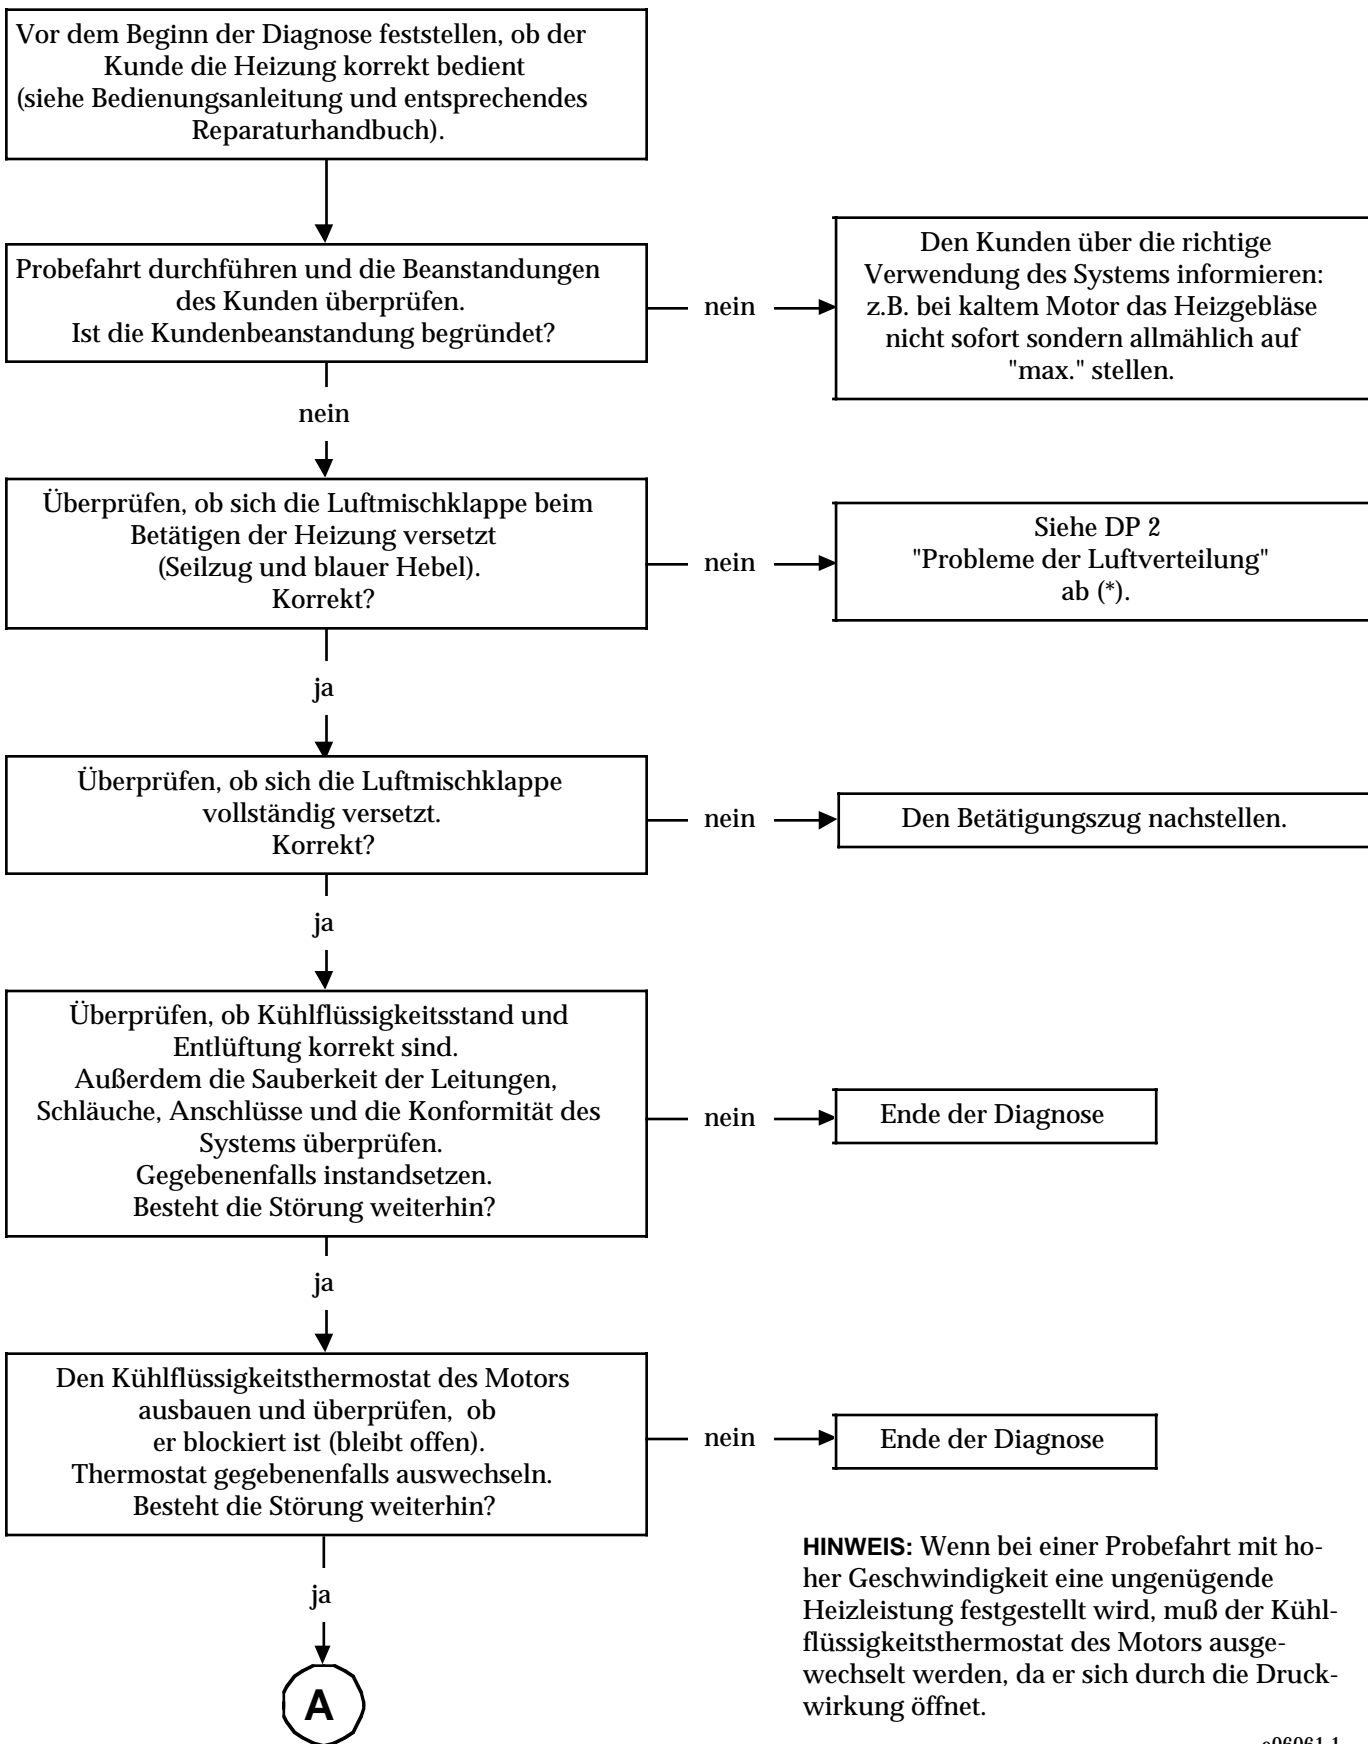 Vor dem Beginn der Diagnose feststellen, ob der
Kunde die Heizung korrekt bedient
(siehe Bedienungsanleitung und entsprechendes
Reparaturhandbuch).
Probefahrt durchführen und die Beanstandungen
des Kunden überprüfen.
Ist die Kundenbeanstandung begründet?
nein
Den Kunden über die richtige
Verwendung des Systems informieren:
z.B. bei kaltem Motor das Heizgebläse
nicht sofort sondern allmählich auf
"max." stellen.
nein
Überprüfen, ob sich die Luftmischklappe beim
Betätigen der Heizung versetzt
(Seilzug und blauer Hebel).
Korrekt?
nein
Siehe DP 2
"Probleme der Luftverteilung"
ab (*).
ja
Überprüfen, ob sich die Luftmischklappe
vollständig versetzt.
Korrekt?
nein
Den Betätigungszug nachstellen.
ja
Überprüfen, ob Kühlflüssigkeitsstand und
Entlüftung korrekt sind.
Außerdem die Sauberkeit der Leitungen,
Schläuche, Anschlüsse und die Konformität des
Systems überprüfen.
Gegebenenfalls instandsetzen.
Besteht die Störung weiterhin?
nein
Ende der Diagnose
ja
Den Kühlflüssigkeitsthermostat des Motors
ausbauen und überprüfen, ob
er blockiert ist (bleibt offen).
Thermostat gegebenenfalls auswechseln.
Besteht die Störung weiterhin?
nein
Ende der Diagnose
ja
A
HINWEIS: Wenn bei einer Probefahrt mit ho-
her Geschwindigkeit eine ungenügende
Heizleistung festgestellt wird, muß der Kühl-
flüssigkeitsthermostat des Motors ausge-
wechselt werden, da er sich durch die Druck-
wirkung öffnet.